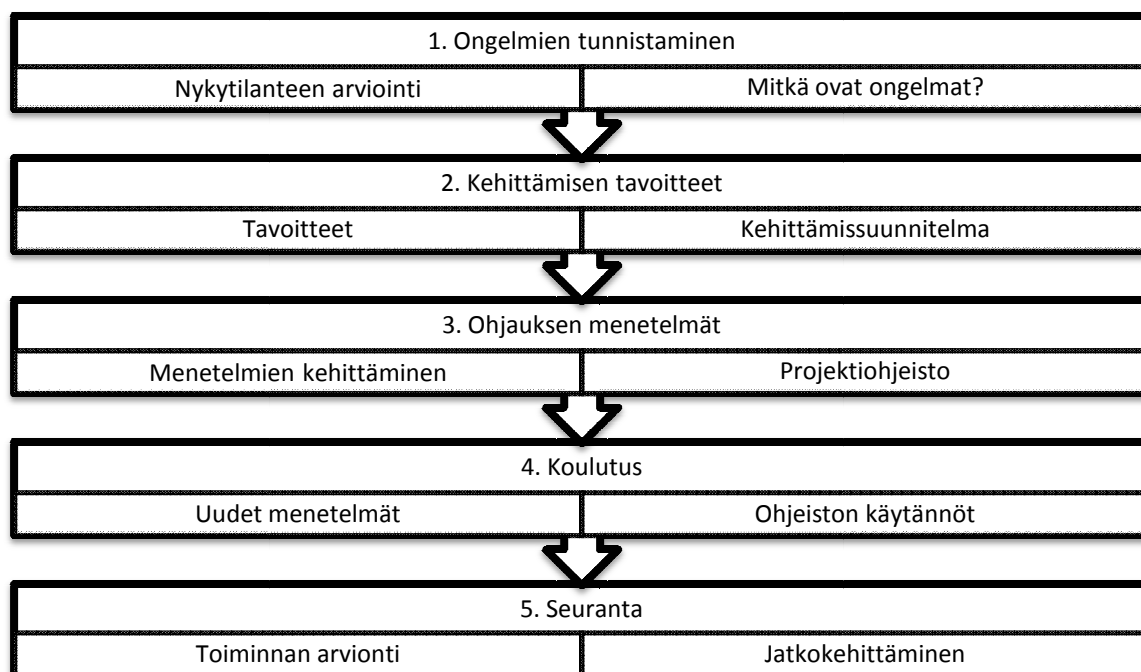 1. Ongelmien tunnistaminen
Nykytilanteen arviointi
Mitkä ovat ongelmat?
2. Kehittämisen tavoitteet
Tavoitteet
Kehittämissuunnitelma
3. Ohjauksen menetelmät
Menetelmien kehittäminen
Projektiohjeisto
4. Koulutus
Uudet menetelmät
Ohjeiston käytännöt
5. Seuranta
Toiminnan arvionti
Jatkokehittäminen